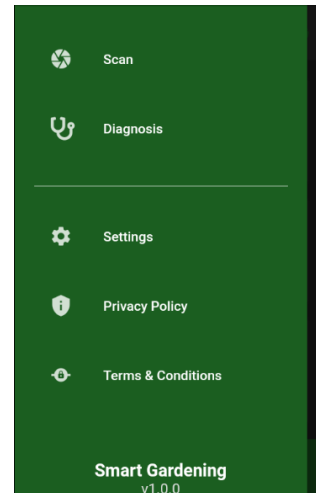 Scan
Diagnosis
Settings
Privacy Policy
Terms & Conditions
Smart Gardening
v1.0.0